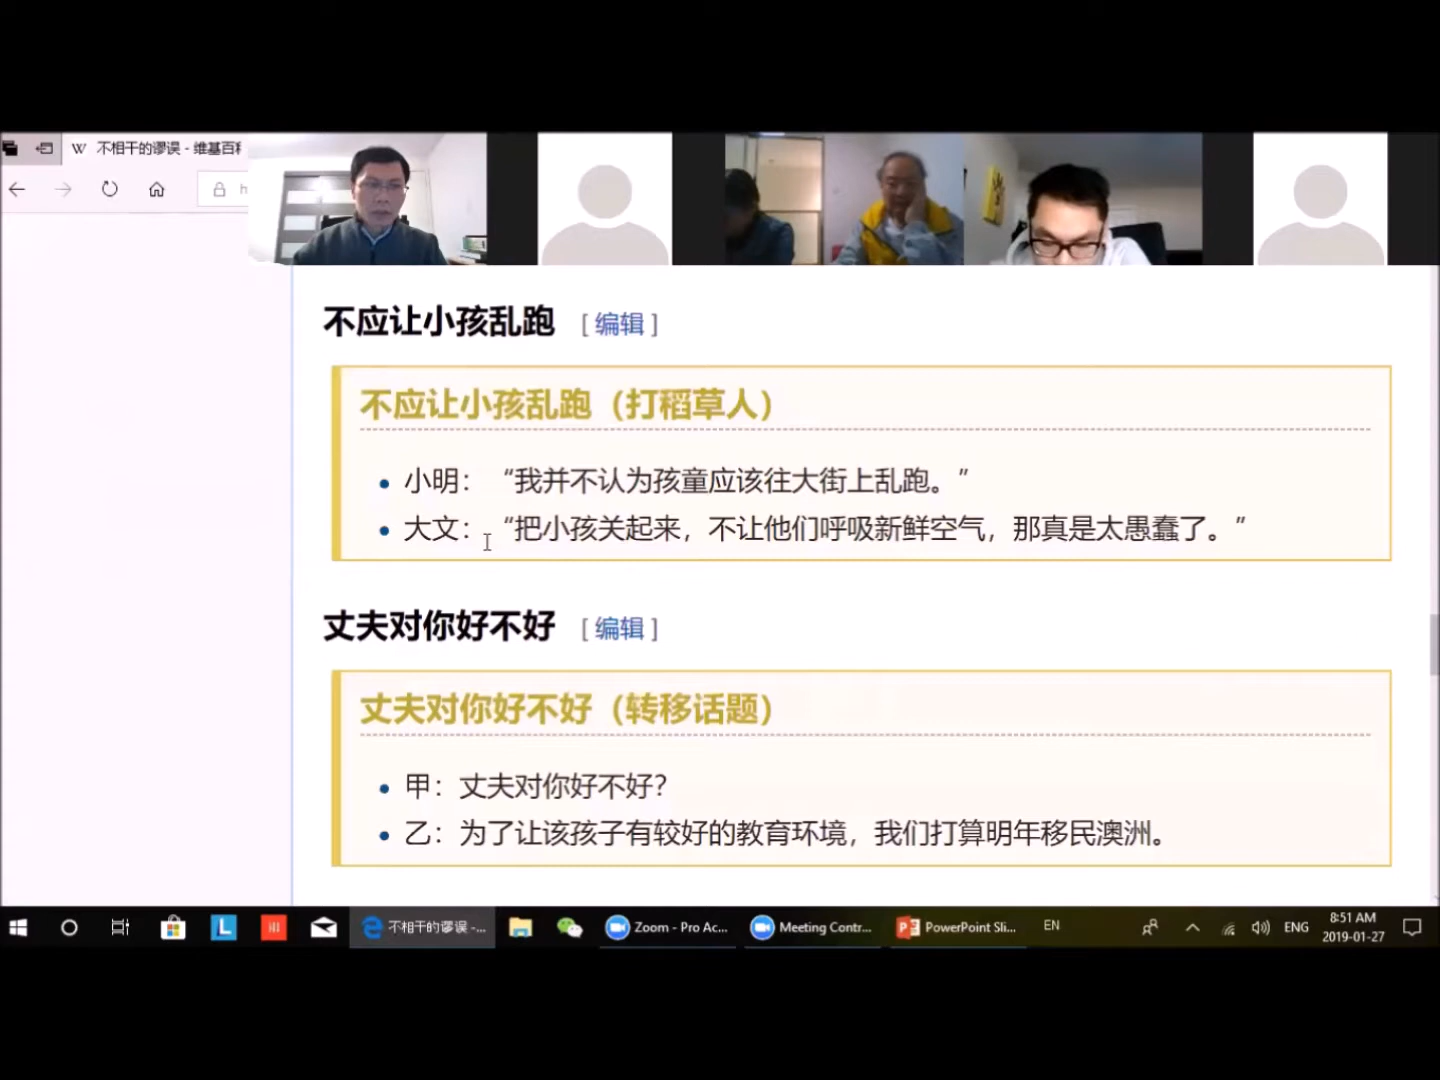 W 不相干的谬误 - 维基百科
不应让小孩乱跑 [ 编辑 ]
不应让小孩乱跑（打稻草人）
小明：“我并不认为孩童应该往大街上乱跑。”
大文：“把小孩关起来，不让他们呼吸新鲜空气，那真是太愚蠢了。”
丈夫对你好不好 [ 编辑 ]
丈夫对你好不好（转移话题）
甲：丈夫对你好不好？
乙：为了让该孩子有较好的教育环境，我们打算明年移民澳洲。
L
不相干的谬误 -...
Zoom - Pro Ac...
Meeting Contr...
PowerPoint Sli...
EN
ENG
8:51 AM
2019-01-27